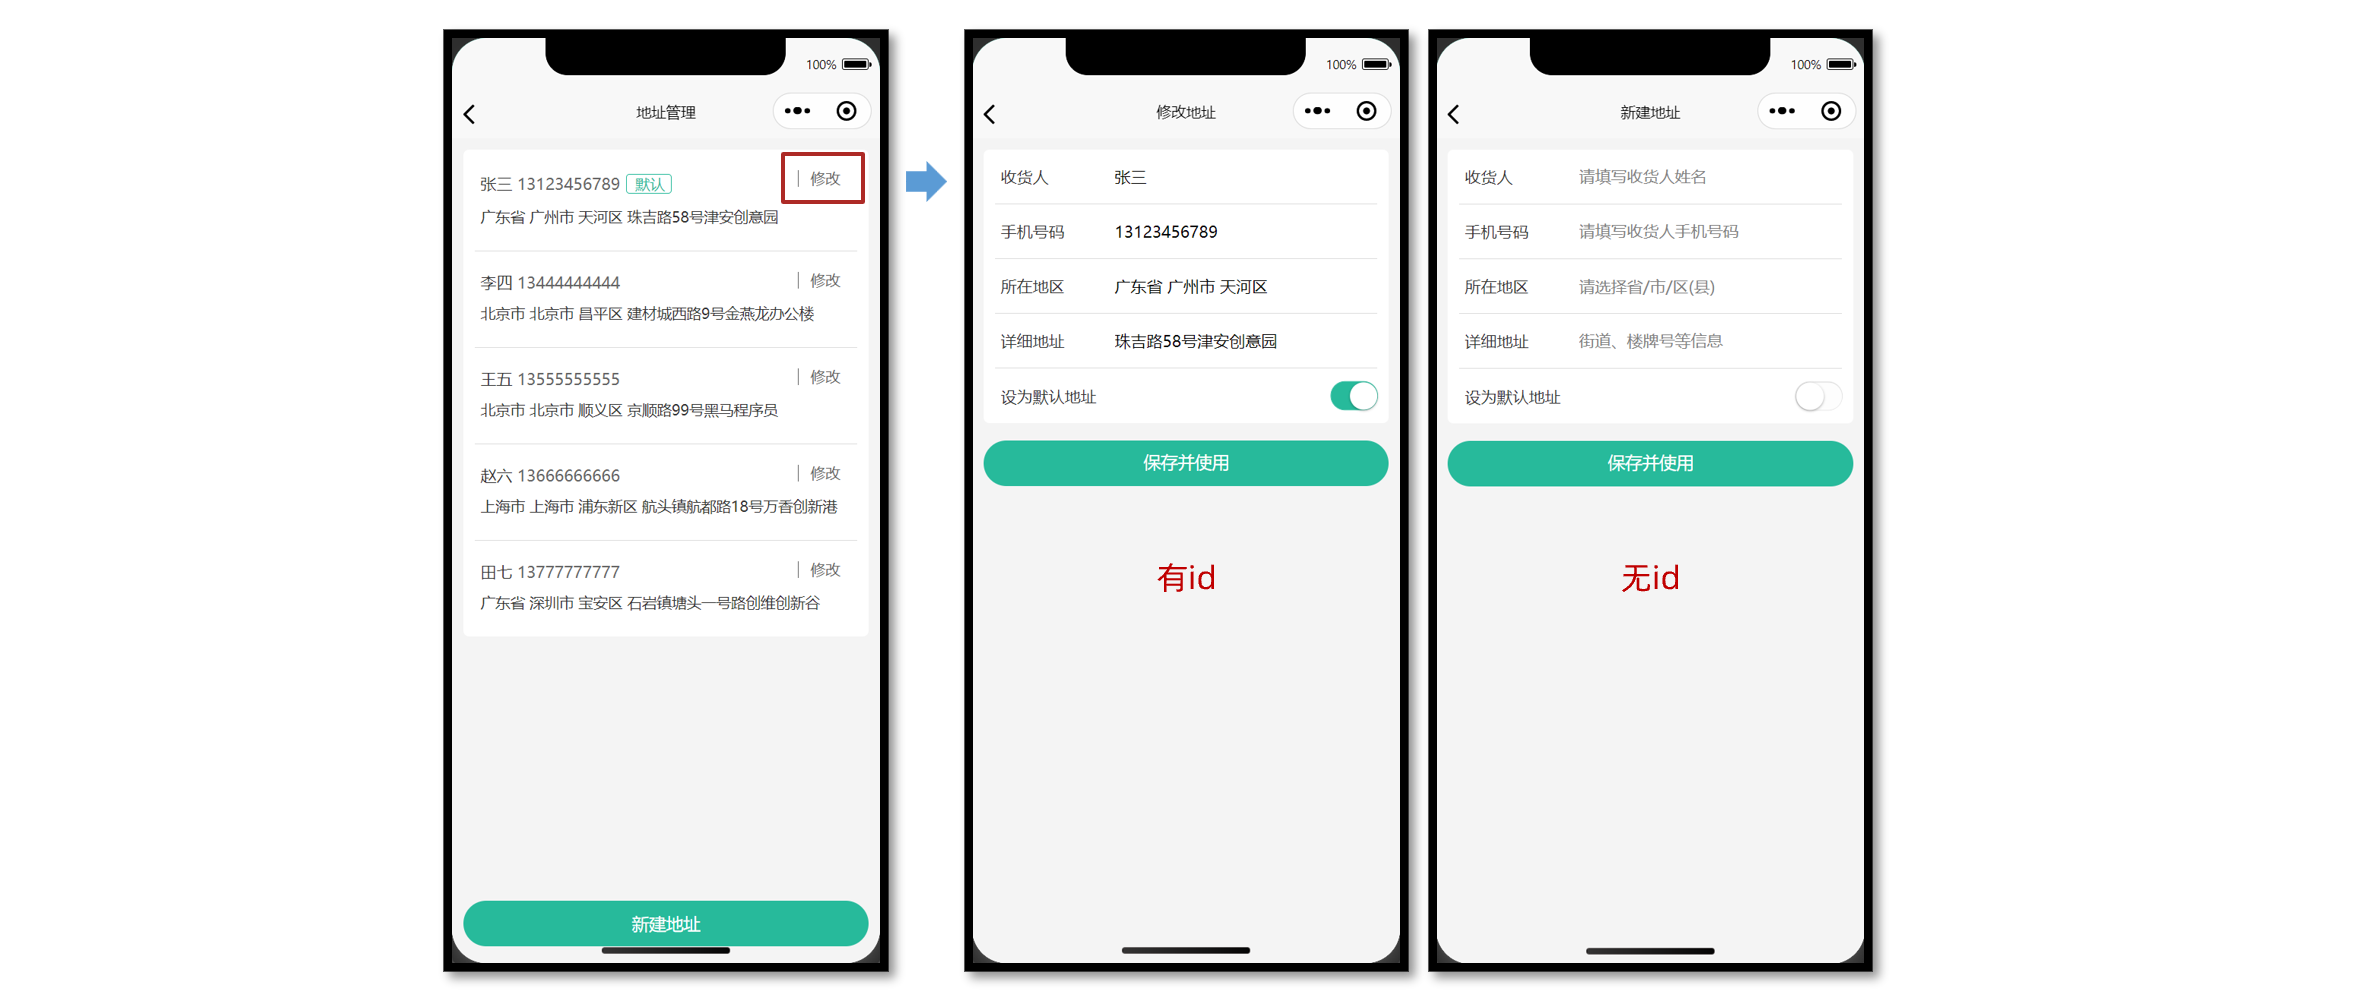 100%
地址管理
张三 13123456789 默认
修改
广东省 广州市 天河区 珠吉路58号津安创意园
李四 13444444444
修改
北京市 北京市 昌平区 建材城西路9号金燕龙办公楼
王五 13555555555
修改
北京市 北京市 顺义区 京顺路99号黑马程序员
赵六 13666666666
修改
上海市 上海市 浦东新区 航头镇航都路18号万香创新港
田七 13777777777
修改
广东省 深圳市 宝安区 石岩镇塘头一号路创维创新谷
新建地址
100%
修改地址
收货人 张三
手机号码 13123456789
所在地区 广东省 广州市 天河区
详细地址 珠吉路58号津安创意园
设为默认地址
保存并使用
有id
100%
新建地址
收货人 请填写收货人姓名
手机号码 请填写收货人手机号码
所在地区 请选择省/市/区(县)
详细地址 街道、楼牌号等信息
设为默认地址
保存并使用
无id